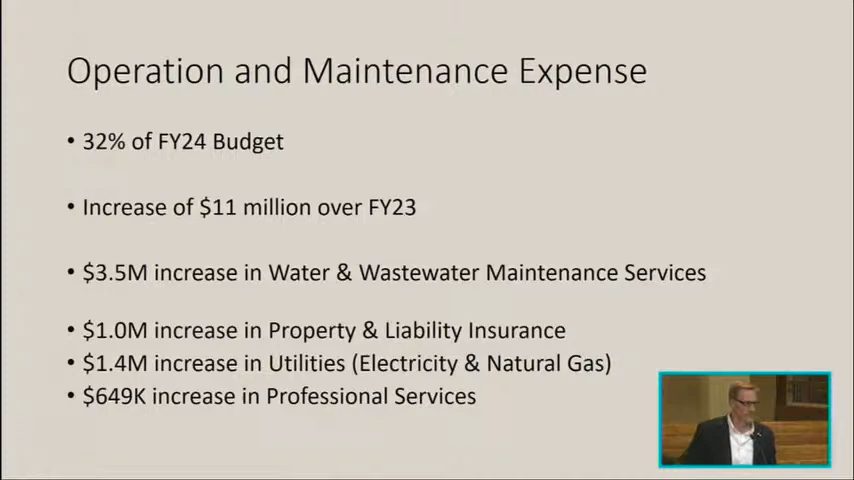 Operation and Maintenance Expense
• 32% of FY24 Budget
• Increase of $11 million over FY23
• $3.5M increase in Water & Wastewater Maintenance Services
• $1.0M increase in Property & Liability Insurance
• $1.4M increase in Utilities (Electricity & Natural Gas)
• $649K increase in Professional Services